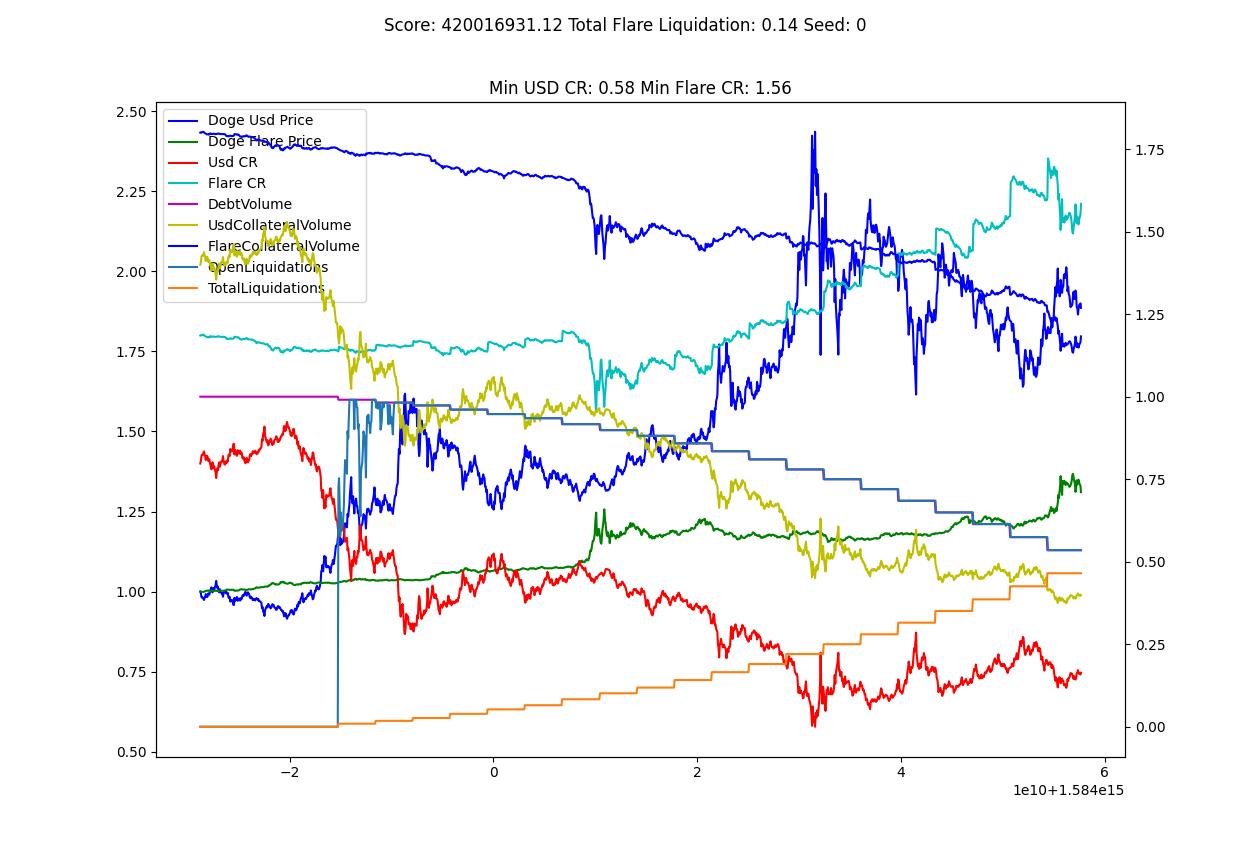 Score: 420016931.12 Total Flare Liquidation: 0.14 Seed: 0
Min USD CR: 0.58 Min Flare CR: 1.56
Doge Usd Price
Doge Flare Price
Usd CR
Flare CR
DebtVolume
UsdCollateralVolume
FlareCollateralVolume
OpenLiquidations
TotalLiquidations
2.50
2.25
2.00
1.75
1.50
1.25
1.00
0.75
0.50
1.75
1.50
1.25
1.00
0.75
0.50
0.25
0.00
−2 0 2 4 6
1e10+1.584e15